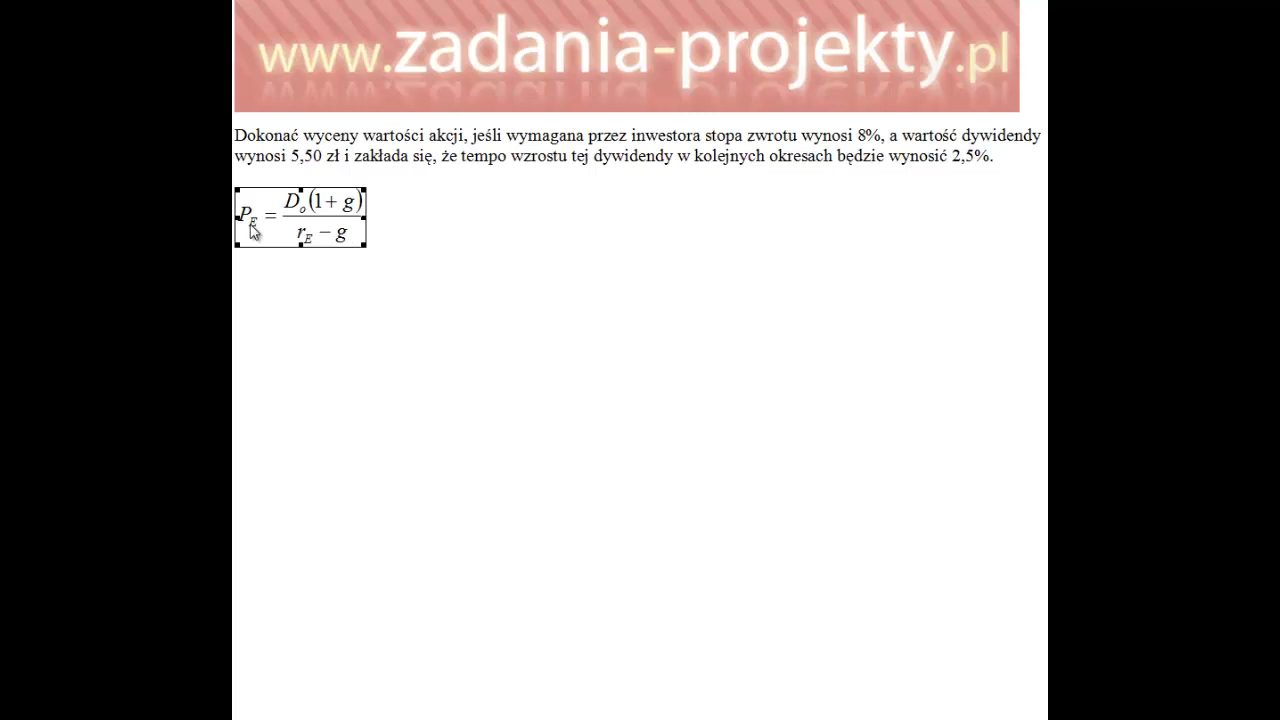 www.zadania-projekty.pl
Dokonać wyceny wartości akcji, jeśli wymagana przez inwestora stopa zwrotu wynosi 8%, a wartość dywidendy
wynosi 5,50 zł i zakłada się, że tempo wzrostu tej dywidendy w kolejnych okresach będzie wynosić 2,5%.
P_E = \frac{D_o(1+g)}{r_E - g}